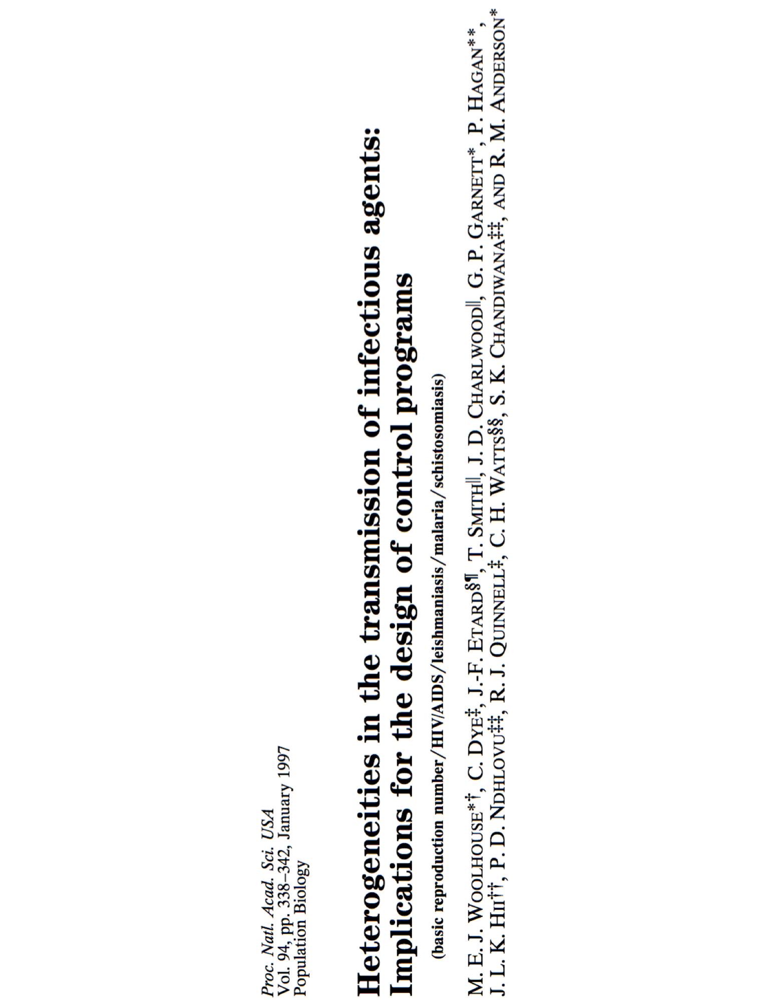 Proc. Natl. Acad. Sci. USA
Vol. 94, pp. 338–342, January 1997
Population Biology
Heterogeneities in the transmission of infectious agents:
Implications for the design of control programs
(basic reproduction number/HIV/AIDS/leishmaniasis/malaria/schistosomiasis)
M. E. J. WOOLHOUSE*†, C. DYE‡, J.-F. ETARD§¶, T. SMITH‖, J. D. CHARLWOOD‖, G. P. GARNETT*, P. HAGAN**,
J. L. K. HII††, P. D. NDHLOVU‡‡, R. J. QUINNELL‡, C. H. WATTS§§, S. K. CHANDIWANA‡‡, AND R. M. ANDERSON*